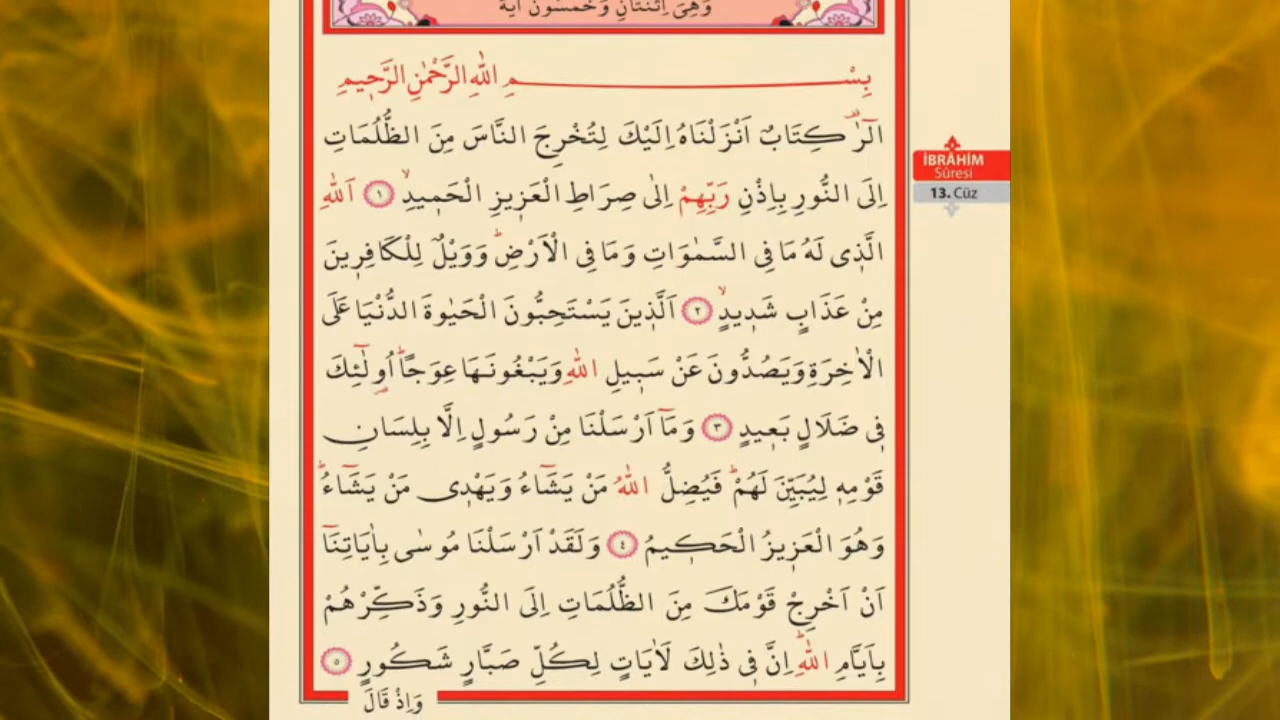 وَهِىَ اِثْنَتَانِ وَخَمْسُونَ اٰيَةً
بِسْمِ اللّٰهِ الرَّحْمٰنِ الرَّحٖيمِ
الٓرٰ۠ كِتَابٌ اَنْزَلْنَاهُ اِلَيْكَ لِتُخْرِجَ النَّاسَ مِنَ الظُّلُمَاتِ
اِلَى النُّورِ بِاِذْنِ رَبِّهِمْ اِلٰى صِرَاطِ الْعَزٖيزِ الْحَمٖيدِۙ ١ اَللّٰهِ
الَّذٖى لَهُ مَا فِى السَّمٰوَاتِ وَمَا فِى الْاَرْضِۜ وَوَيْلٌ لِلْكَافِرٖينَ
مِنْ عَذَابٍ شَدٖيدٍۙ ٢ اَلَّذٖينَ يَسْتَحِبُّونَ الْحَيٰوةَ الدُّنْيَا عَلَى
الْاٰخِرَةِ وَيَصُدُّونَ عَنْ سَبٖيلِ اللّٰهِ وَيَبْغُونَهَا عِوَجًاۜ اُو۬لٰٓئِكَ
فٖى ضَلَالٍ بَعٖيدٍ ٣ وَمَٓا اَرْسَلْنَا مِنْ رَسُولٍ اِلَّا بِلِسَانِ
قَوْمِهٖ لِيُبَيِّنَ لَهُمْۜ فَيُضِلُّ اللّٰهُ مَنْ يَشَٓاءُ وَيَهْدٖى مَنْ يَشَٓاءُۜ
وَهُوَ الْعَزٖيزُ الْحَكٖيمُ ٤ وَلَقَدْ اَرْسَلْنَا مُوسٰى بِاٰيَاتِنَٓا
اَنْ اَخْرِجْ قَوْمَكَ مِنَ الظُّلُمَاتِ اِلَى النُّورِ وَذَكِّرْهُمْ
بِاَيَّامِ اللّٰهِۜ اِنَّ فٖى ذٰلِكَ لَاٰيَاتٍ لِكُلِّ صَبَّارٍ شَكُورٍ ٥
وَاِذْ قَالَ
İBRÂHİM
Sûresi
13. Cüz